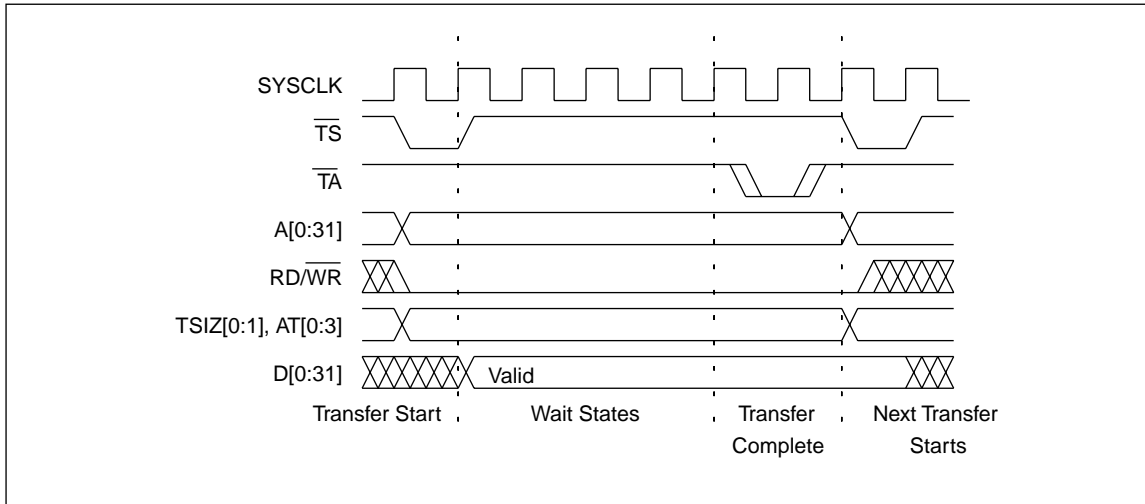 SYSCLK
TS
TA
A[0:31]
RD/WR
TSIZ[0:1], AT[0:3]
D[0:31]
Valid
Transfer Start
Wait States
Transfer
Complete
Next Transfer
Starts